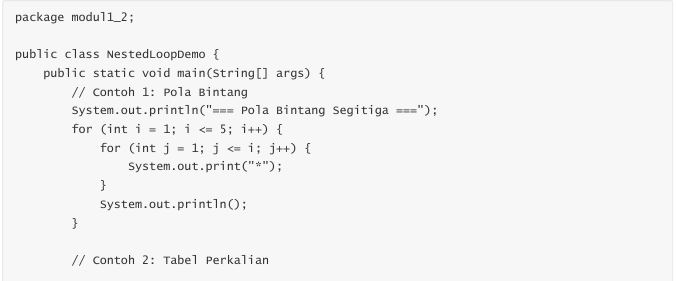 package modul1_2;
public class NestedLoopDemo {
    public static void main(String[] args) {
        // Contoh 1: Pola Bintang
        System.out.println("=== Pola Bintang Segitiga ===");
        for (int i = 1; i <= 5; i++) {
            for (int j = 1; j <= i; j++) {
                System.out.print("*");
            }
            System.out.println();
        }
        // Contoh 2: Tabel Perkalian